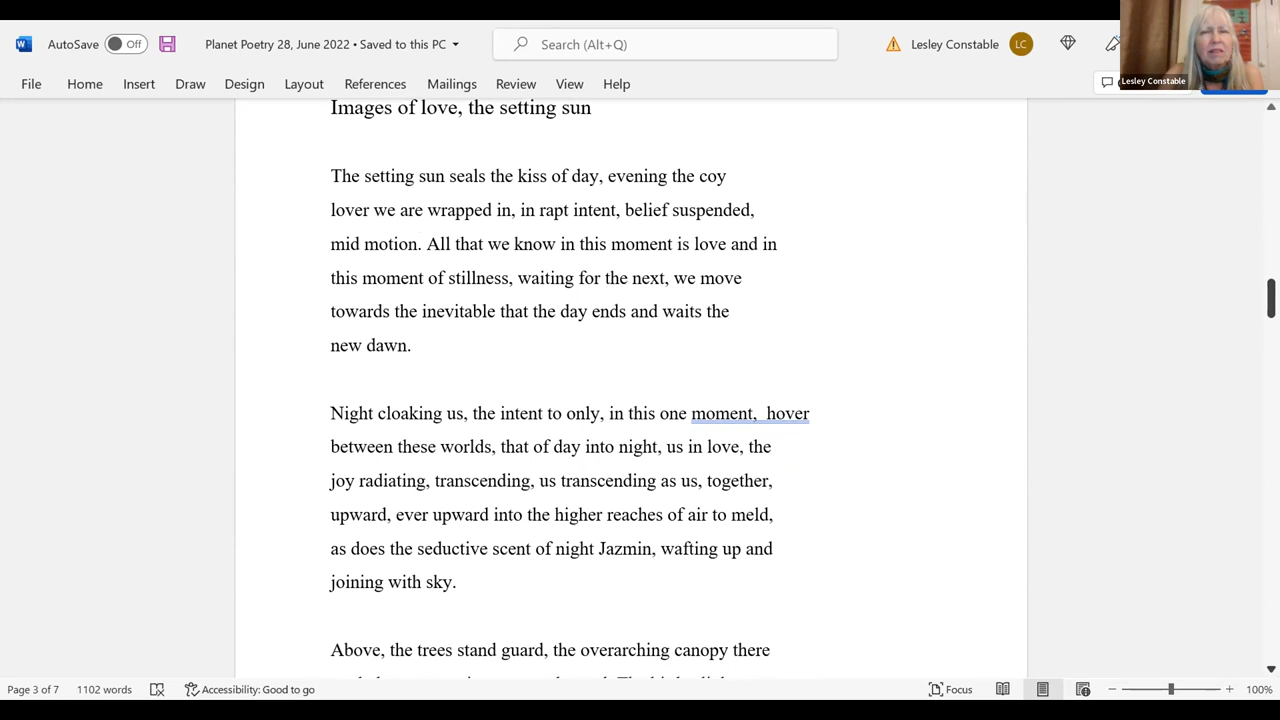 AutoSave Off Planet Poetry 28, June 2022 • Saved to this PC Search (Alt+Q) Lesley Constable LC
Lesley Constable
File Home Insert Draw Design Layout References Mailings Review View Help
Images of love, the setting sun
The setting sun seals the kiss of day, evening the coy
lover we are wrapped in, in rapt intent, belief suspended,
mid motion. All that we know in this moment is love and in
this moment of stillness, waiting for the next, we move
towards the inevitable that the day ends and waits the
new dawn.
Night cloaking us, the intent to only, in this one moment,  hover
between these worlds, that of day into night, us in love, the
joy radiating, transcending, us transcending as us, together,
upward, ever upward into the higher reaches of air to meld,
as does the seductive scent of night Jazmin, wafting up and
joining with sky.
Above, the trees stand guard, the overarching canopy there
Page 3 of 7 1102 words Accessibility: Good to go Focus 100%